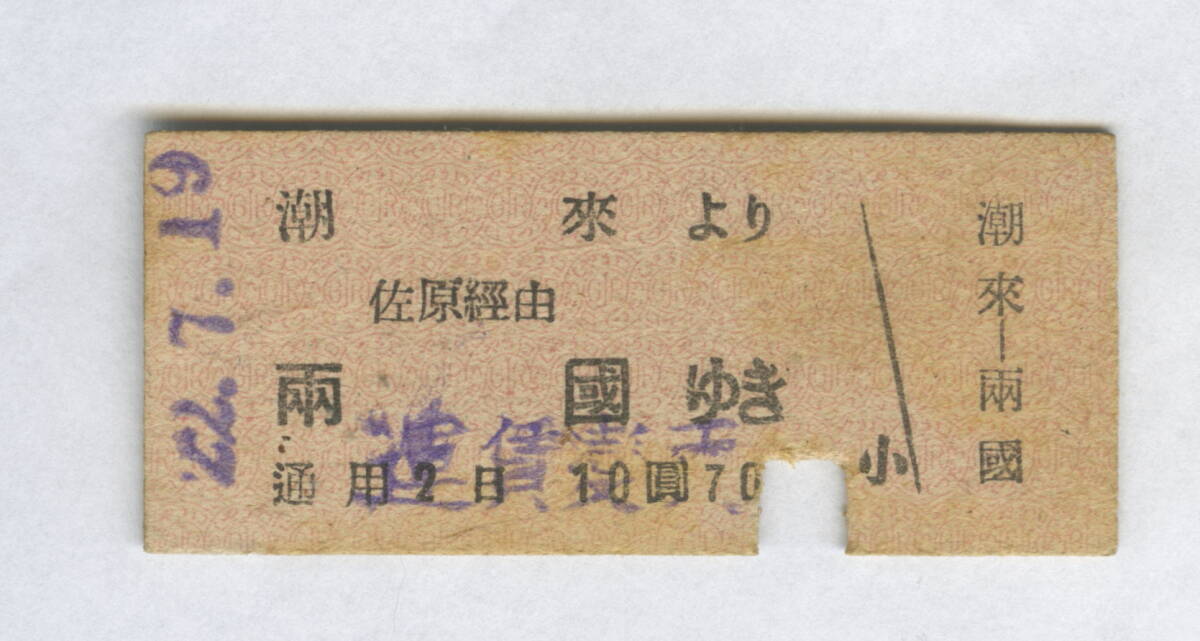 22.7.19
潮來より
佐原經由
兩國ゆき
通用2日 10圓70
小
潮來―兩國